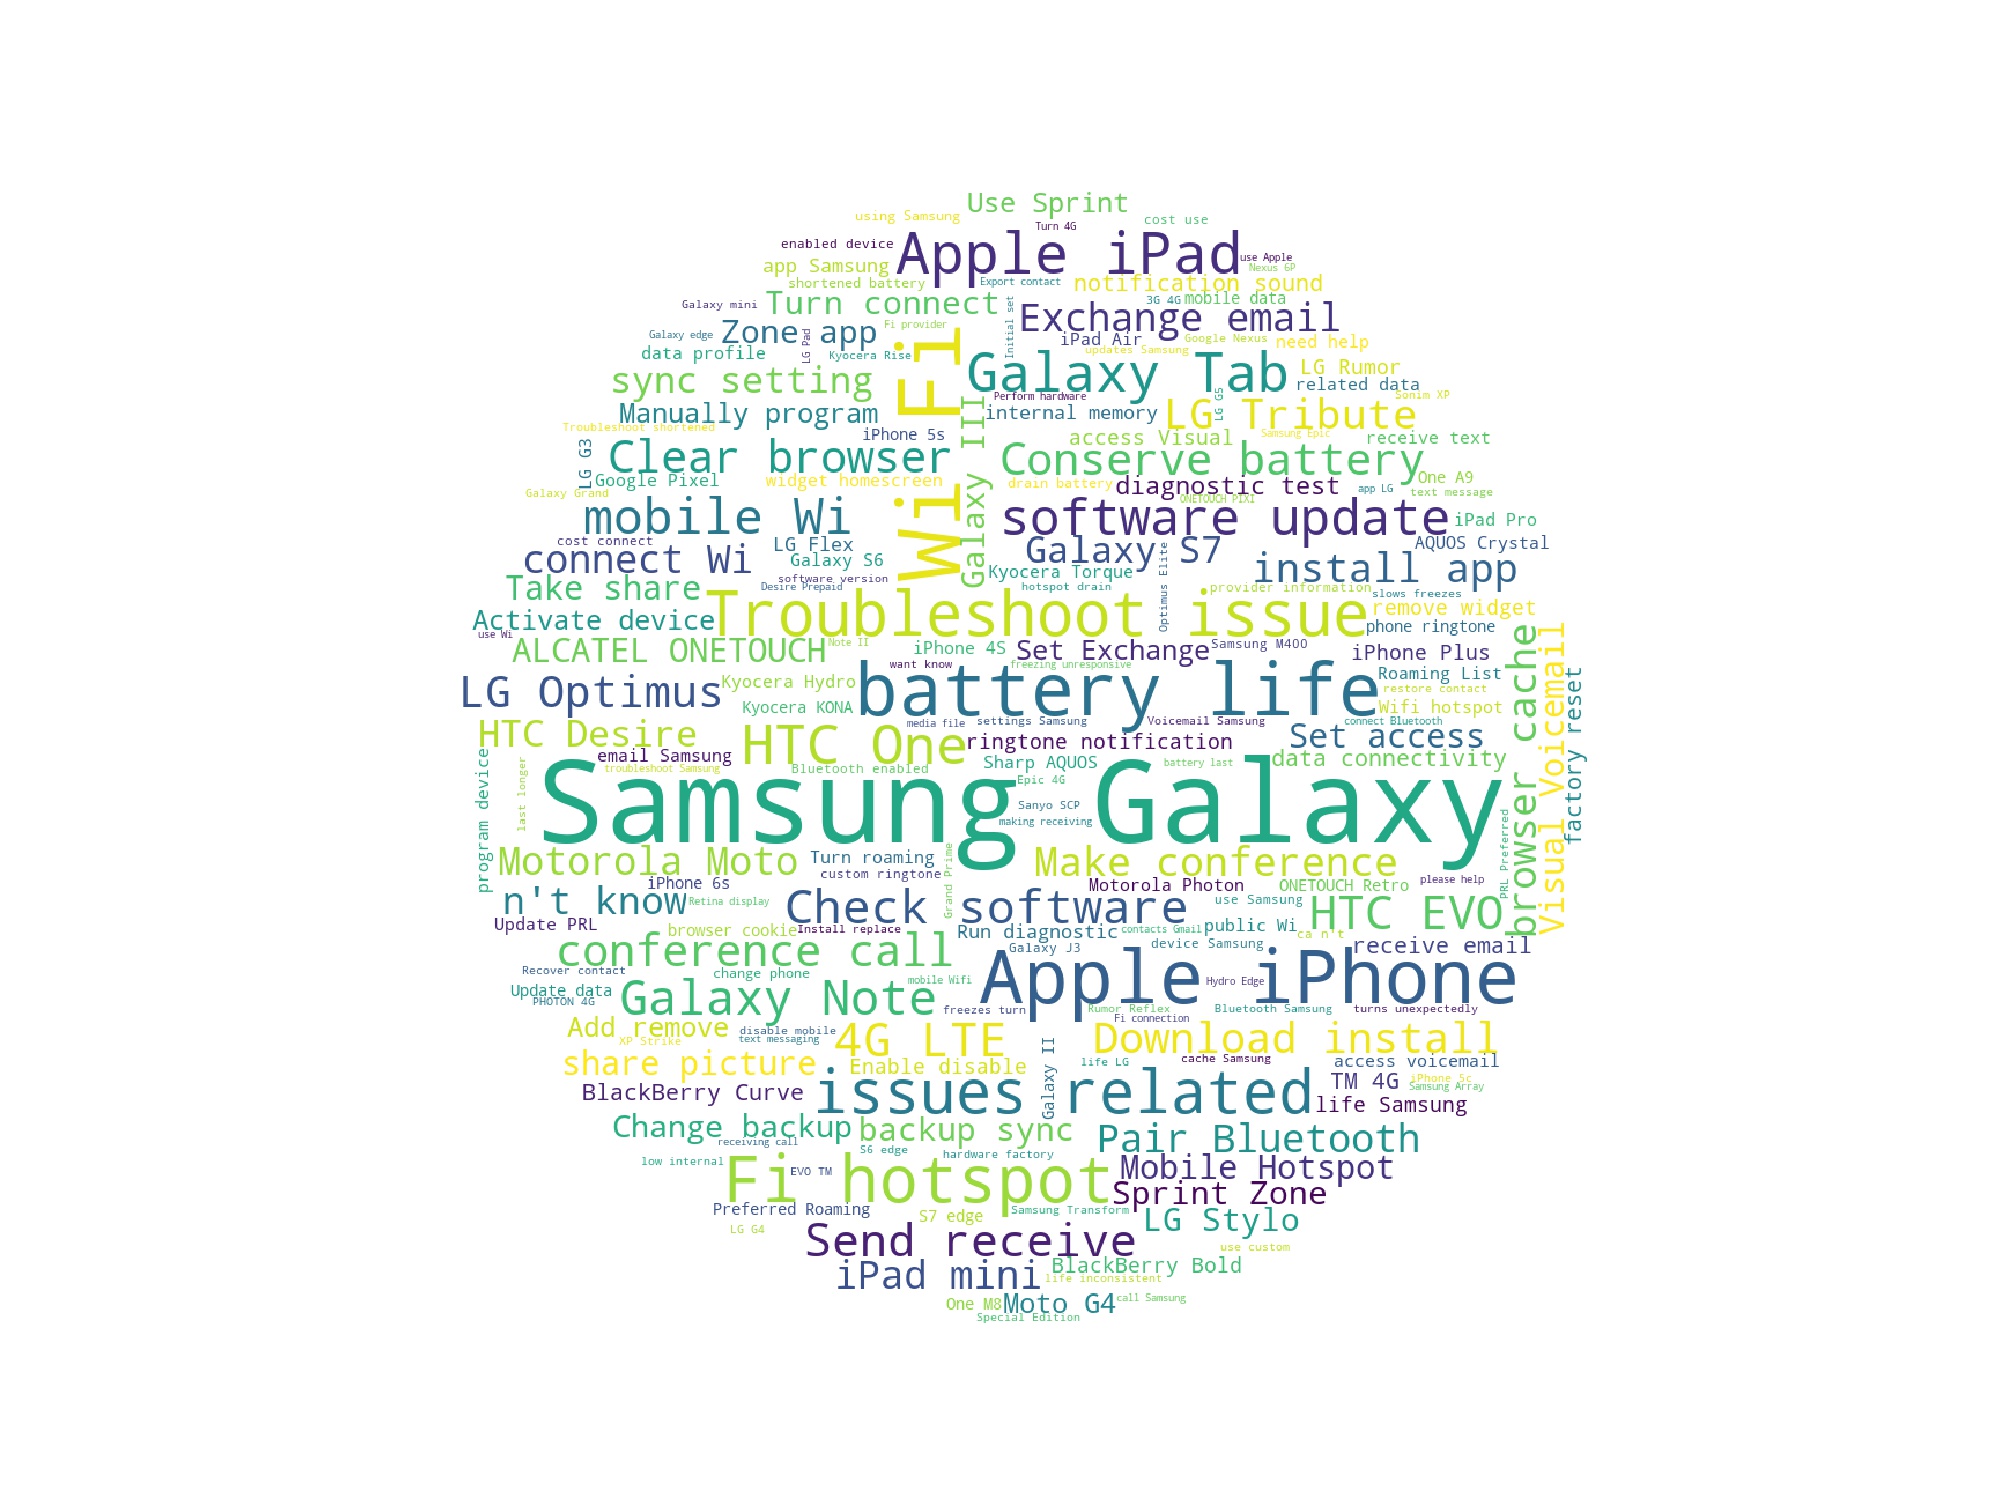 Use Sprint
using Samsung
Turn 4G
cost use
enabled device
Apple iPad
use Apple
app Samsung
Nexus 6P
shortened battery
Export contact
notification sound
Galaxy mini
Turn connect
Initial set
3G 4G
mobile data
Exchange email
Galaxy edge
Zone app
Fi provider
LG Pad
iPad Air
Google Nexus
need help
data profile
Kyocera Rise
updates Samsung
Wi Fi
Galaxy Tab
LG Rumor
sync setting
related data
Perform hardware
LG G5
Sonim XP
Manually program
Galaxy III
internal memory
LG Tribute
Troubleshoot shortened
iPhone 5s
access Visual
Samsung Epic
receive text
LG G3
Clear browser
Conserve battery
Google Pixel
widget homescreen
drain battery
diagnostic test
One A9
Galaxy Grand
ONETOUCH PIXI
app LG
text message
mobile Wi
software update
iPad Pro
cost connect
LG Flex
Galaxy S7
AQUOS Crystal
connect Wi
Galaxy S6
Optimus Elite
install app
software version
Kyocera Torque
Take share
Desire Prepaid
hotspot drain
provider information
slows freezes
Troubleshoot issue
remove widget
Activate device
phone ringtone
use Wi
ALCATEL ONETOUCH
Note II
iPhone 4S
Set Exchange
Samsung M400
iPhone Plus
browser cache
Visual Voicemail
factory reset
want know
freezing unresponsive
LG Optimus
Kyocera Hydro
battery life
Roaming List
restore contact
Kyocera KONA
Wifi hotspot
HTC Desire
media file
settings Samsung
Voicemail Samsung
connect Bluetooth
HTC One
ringtone notification
Set access
email Samsung
Sharp AQUOS
data connectivity
program device
last longer
troubleshoot Samsung
Bluetooth enabled
battery last
Epic 4G
Samsung Galaxy
Sanyo SCP
making receiving
PRL Preferred
Motorola Moto
Turn roaming
Grand Prime
Make conference
custom ringtone
iPhone 6s
Motorola Photon
ONETOUCH Retro
please help
n't know
Retina display
Check software
use Samsung
HTC EVO
Update PRL
browser cookie
Install replace
Run diagnostic
contacts Gmail
public Wi
ca n't
conference call
Galaxy J3
device Samsung
receive email
Recover contact
change phone
mobile Wifi
Apple iPhone
Hydro Edge
Update data
PHOTON 4G
Galaxy Note
freezes turn
Rumor Reflex
Bluetooth Samsung
turns unexpectedly
Fi connection
Add remove
disable mobile
4G LTE
Download install
XP Strike
text messaging
share picture
Enable disable
Galaxy II
life LG
cache Samsung
access voicemail
BlackBerry Curve
issues related
TM 4G
iPhone 5c
Samsung Array
life Samsung
Change backup
backup sync
Pair Bluetooth
receiving call
S6 edge
hardware factory
low internal
EVO TM
Fi hotspot
Mobile Hotspot
Sprint Zone
Preferred Roaming
S7 edge
Samsung Transform
LG Stylo
LG G4
Send receive
use custom
iPad mini
BlackBerry Bold
life inconsistent
One M8
Moto G4
call Samsung
Special Edition